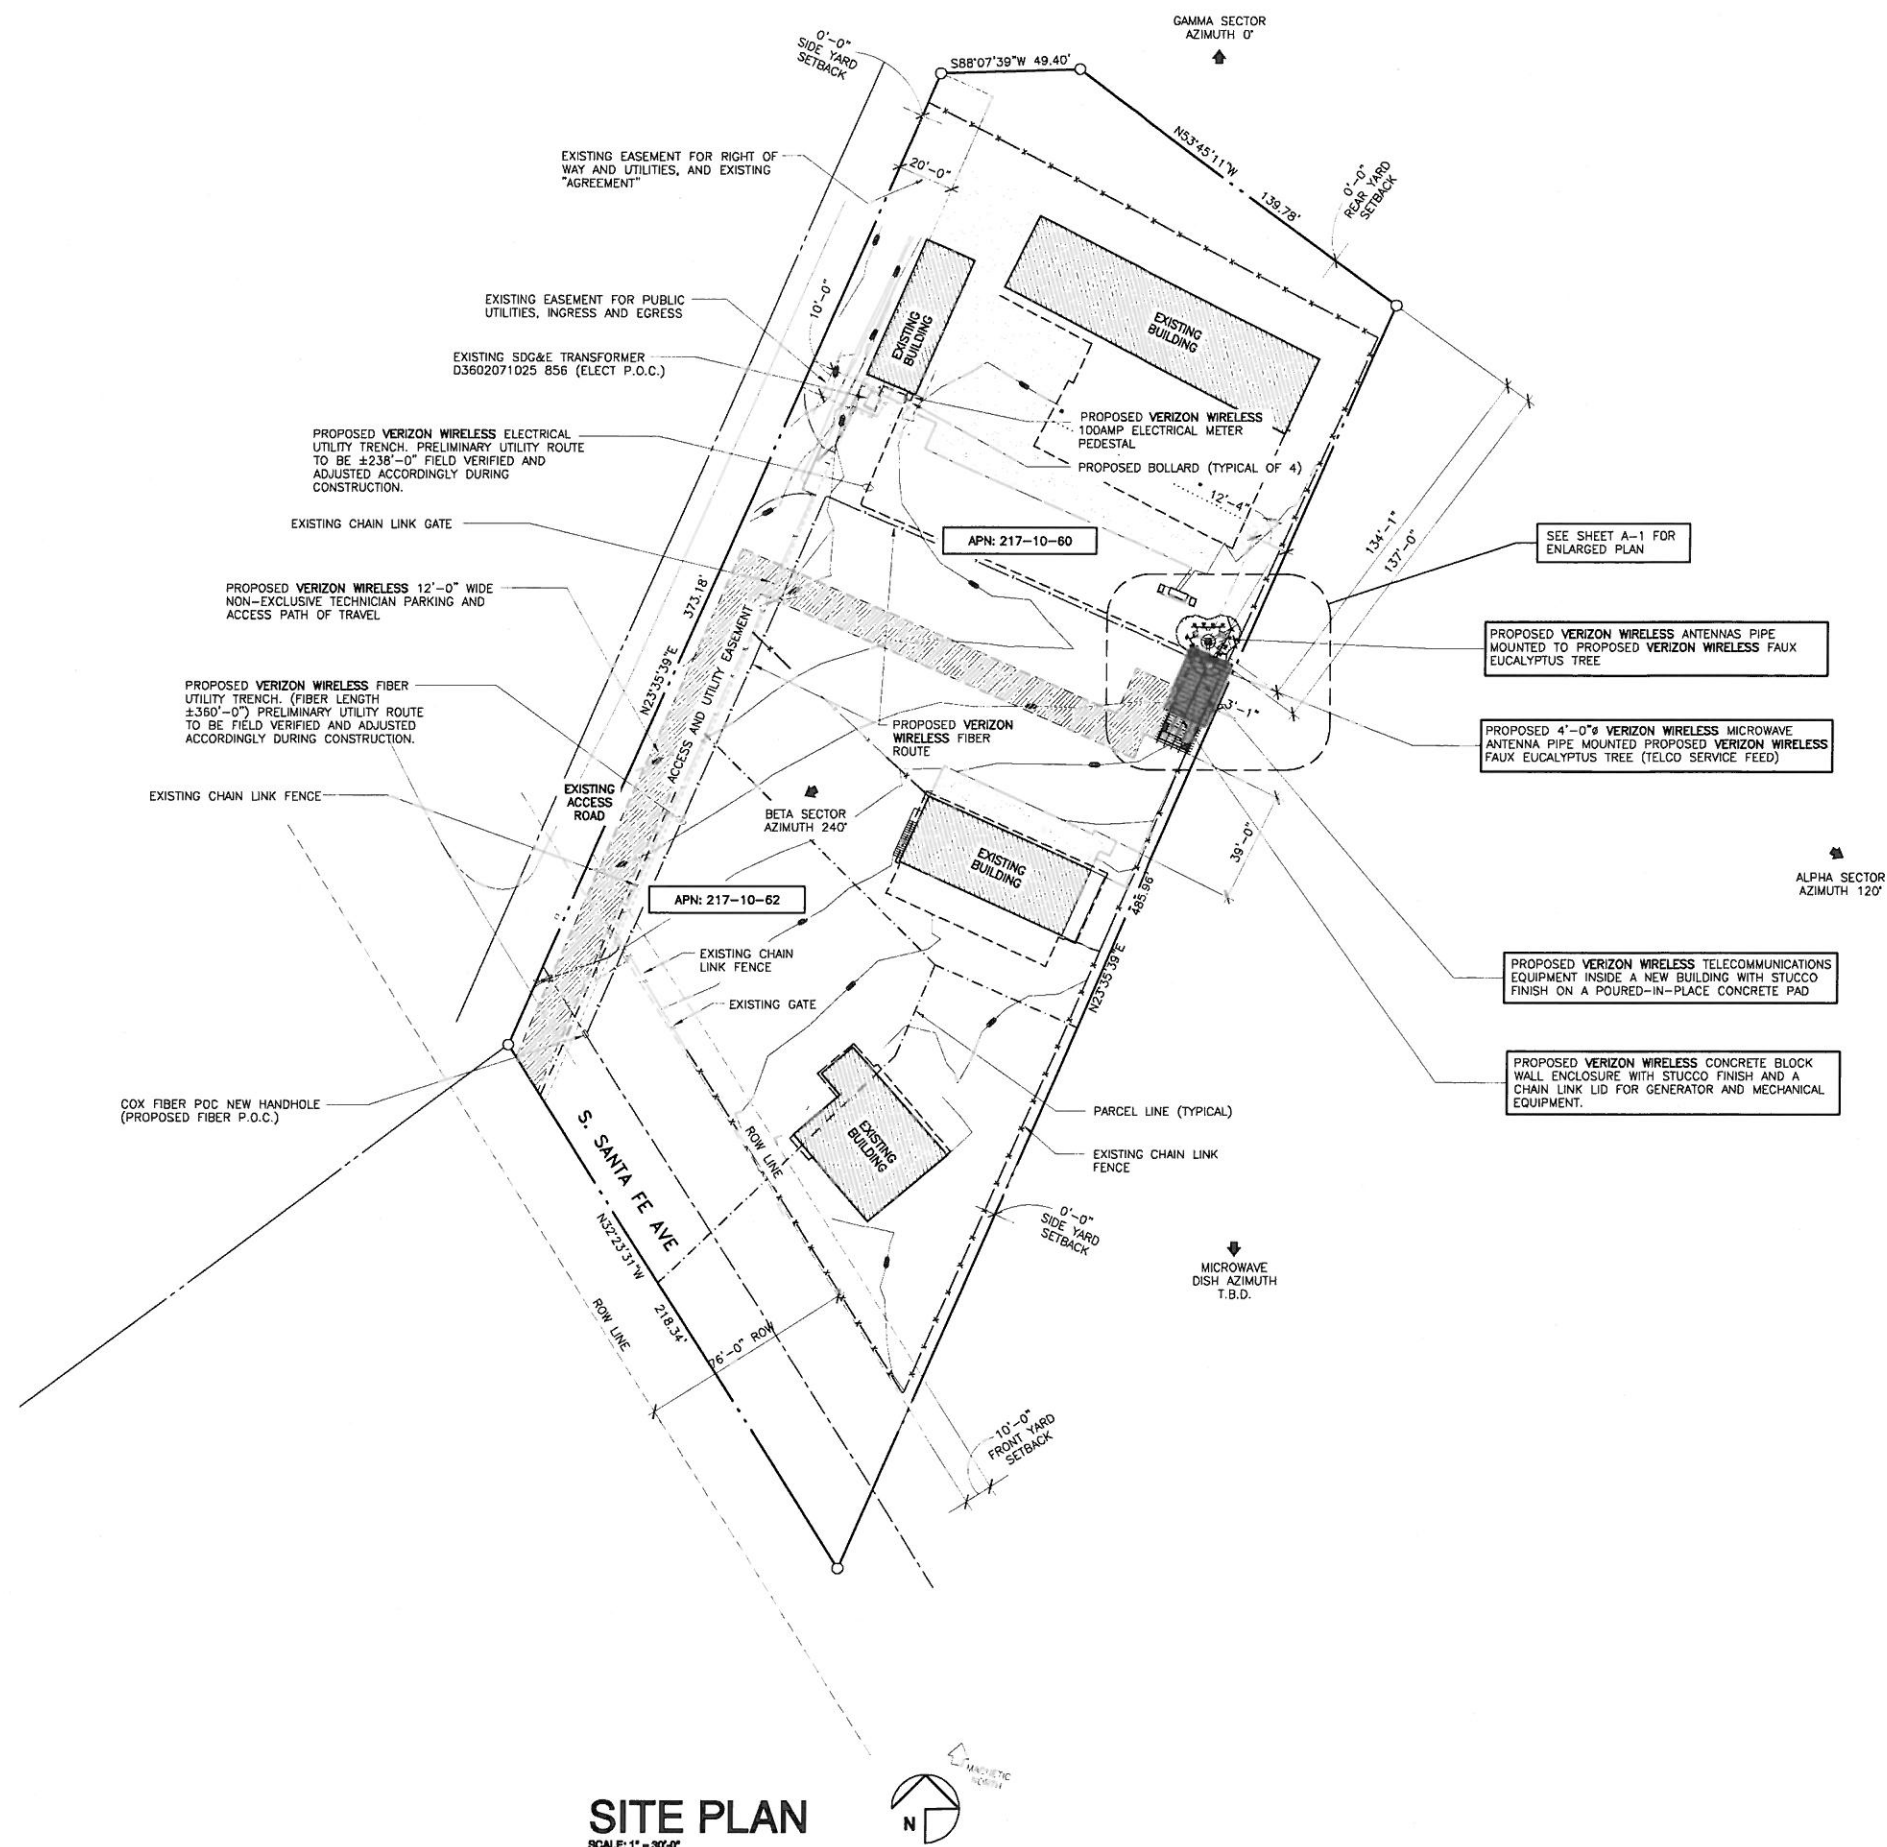 GAMMA SECTOR
AZIMUTH 0°
0'-0"
SIDE YARD
SETBACK
S88°07'39"W 49.40'
N53°45'11"W
139.78'
0'-0"
REAR YARD
SETBACK
EXISTING EASEMENT FOR RIGHT OF
WAY AND UTILITIES, AND EXISTING
"AGREEMENT"
20'-0"
EXISTING EASEMENT FOR PUBLIC
UTILITIES, INGRESS AND EGRESS
10'-0"
EXISTING
BUILDING
EXISTING
BUILDING
EXISTING SDG&E TRANSFORMER
D3602071025 856 (ELECT P.O.C.)
PROPOSED VERIZON WIRELESS
100AMP ELECTRICAL METER
PEDESTAL
PROPOSED BOLLARD (TYPICAL OF 4)
12'-4"
PROPOSED VERIZON WIRELESS ELECTRICAL
UTILITY TRENCH. PRELIMINARY UTILITY ROUTE
TO BE ±238'-0" FIELD VERIFIED AND
ADJUSTED ACCORDINGLY DURING
CONSTRUCTION.
EXISTING CHAIN LINK GATE
APN: 217-10-60
134'-1"
137'-0"
SEE SHEET A-1 FOR
ENLARGED PLAN
PROPOSED VERIZON WIRELESS 12'-0" WIDE
NON-EXCLUSIVE TECHNICIAN PARKING AND
ACCESS PATH OF TRAVEL
373.18'
N23°35'39"E
ACCESS AND UTILITY EASEMENT
PROPOSED VERIZON WIRELESS ANTENNAS PIPE
MOUNTED TO PROPOSED VERIZON WIRELESS FAUX
EUCALYPTUS TREE
PROPOSED VERIZON WIRELESS FIBER
UTILITY TRENCH. (FIBER LENGTH
±360'-0") PRELIMINARY UTILITY ROUTE
TO BE FIELD VERIFIED AND ADJUSTED
ACCORDINGLY DURING CONSTRUCTION.
PROPOSED VERIZON
WIRELESS FIBER
ROUTE
3'-1"
PROPOSED 4'-0"ø VERIZON WIRELESS MICROWAVE
ANTENNA PIPE MOUNTED PROPOSED VERIZON WIRELESS
FAUX EUCALYPTUS TREE (TELCO SERVICE FEED)
EXISTING CHAIN LINK FENCE
EXISTING
ACCESS
ROAD
BETA SECTOR
AZIMUTH 240°
EXISTING
BUILDING
39'-0"
ALPHA SECTOR
AZIMUTH 120°
APN: 217-10-62
485.96'
N23°35'39"E
EXISTING CHAIN
LINK FENCE
EXISTING GATE
PROPOSED VERIZON WIRELESS TELECOMMUNICATIONS
EQUIPMENT INSIDE A NEW BUILDING WITH STUCCO
FINISH ON A POURED-IN-PLACE CONCRETE PAD
PROPOSED VERIZON WIRELESS CONCRETE BLOCK
WALL ENCLOSURE WITH STUCCO FINISH AND A
CHAIN LINK LID FOR GENERATOR AND MECHANICAL
EQUIPMENT.
COX FIBER POC NEW HANDHOLE
(PROPOSED FIBER P.O.C.)
S. SANTA FE AVE
ROW LINE
EXISTING
BUILDING
PARCEL LINE (TYPICAL)
EXISTING CHAIN LINK
FENCE
0'-0"
SIDE YARD
SETBACK
N32°23'31"W
218.34'
ROW LINE
76'-0" ROW
MICROWAVE
DISH AZIMUTH
T.B.D.
10'-0"
FRONT YARD
SETBACK
MAGNETIC
NORTH
N
SITE PLAN
SCALE: 1" = 30'-0"